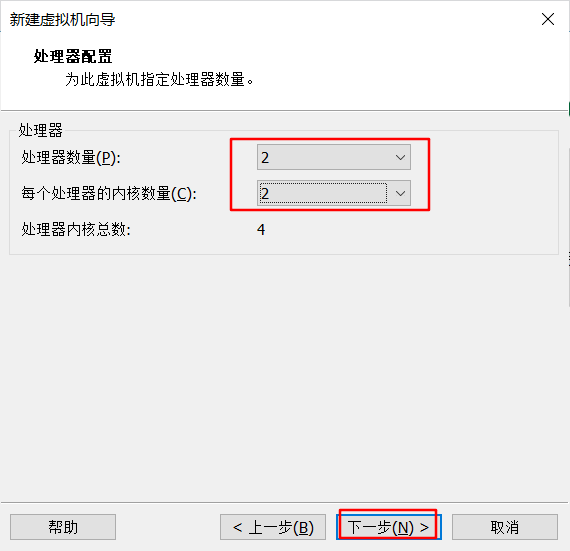 新建虚拟机向导
处理器配置
为此虚拟机指定处理器数量。
处理器
处理器数量(P): 2
每个处理器的内核数量(C): 2
处理器内核总数: 4
帮助 < 上一步(B) 下一步(N) > 取消